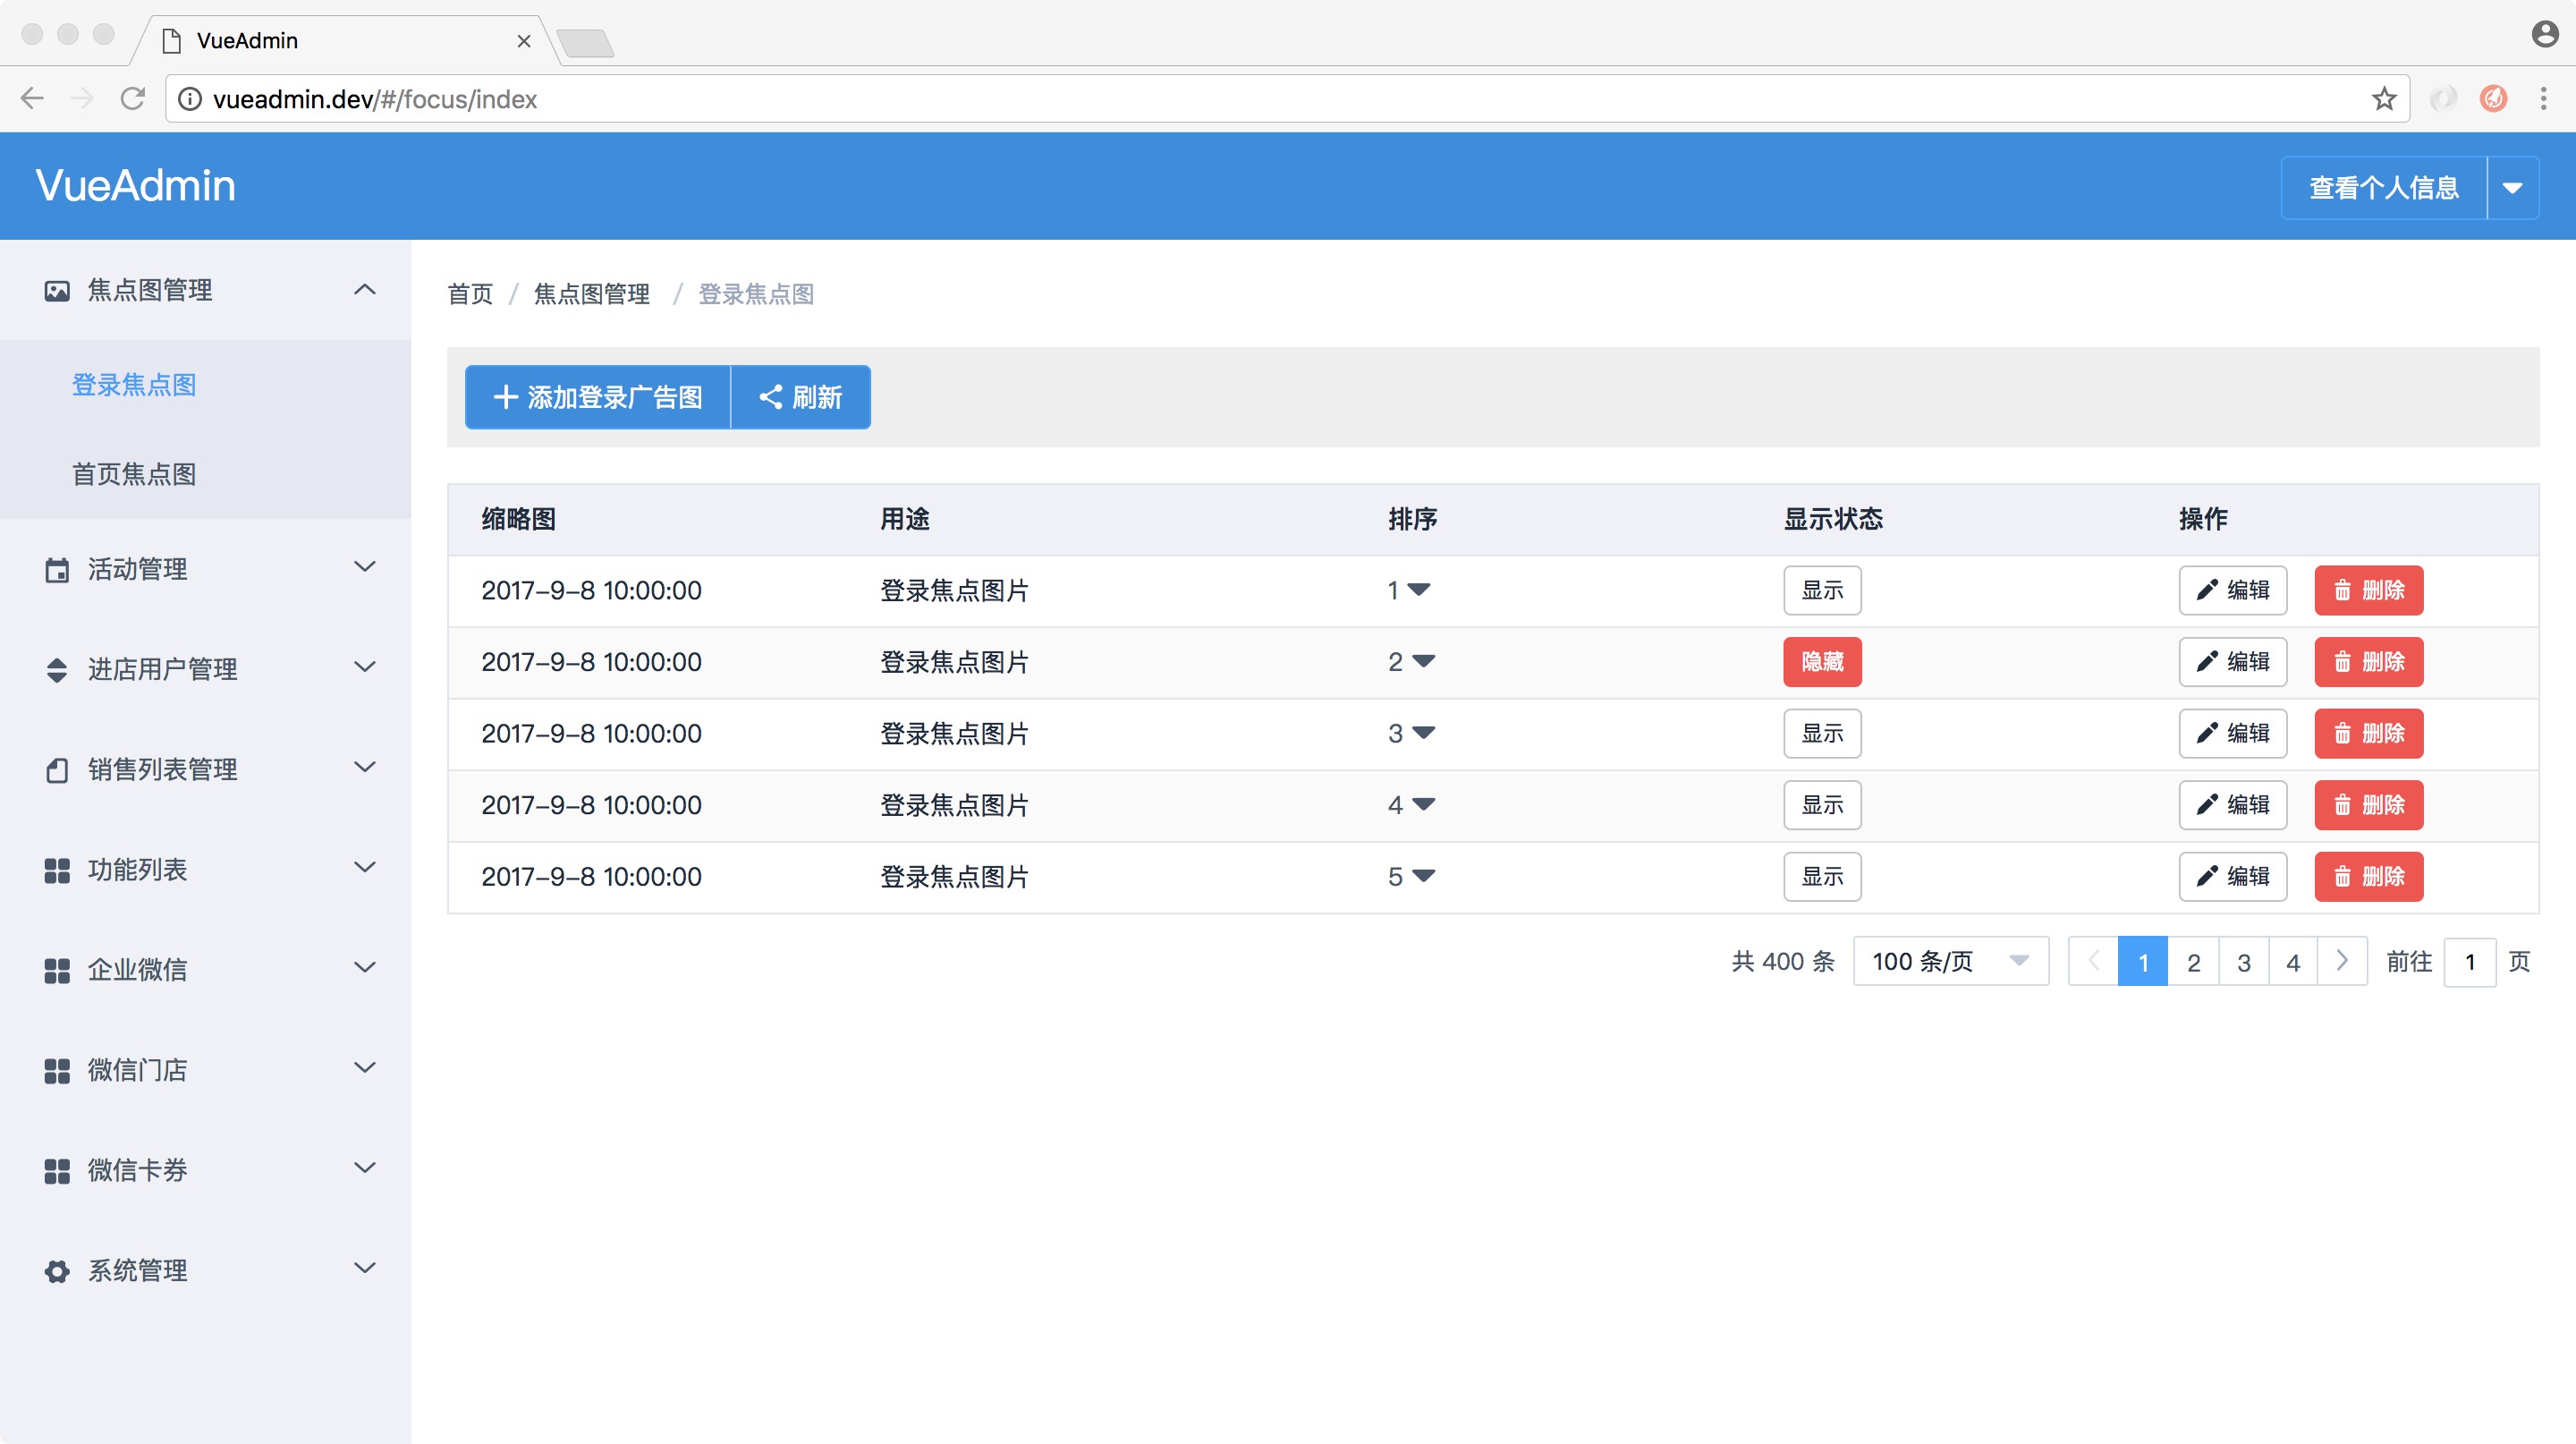 VueAdmin
vueadmin.dev/#/focus/index
VueAdmin
查看个人信息
焦点图管理
登录焦点图
首页焦点图
活动管理
进店用户管理
销售列表管理
功能列表
企业微信
微信门店
微信卡券
系统管理
首页 / 焦点图管理 / 登录焦点图
添加登录广告图 刷新
缩略图 用途 排序 显示状态 操作
2017-9-8 10:00:00 登录焦点图片 1 显示 编辑 删除
2017-9-8 10:00:00 登录焦点图片 2 隐藏 编辑 删除
2017-9-8 10:00:00 登录焦点图片 3 显示 编辑 删除
2017-9-8 10:00:00 登录焦点图片 4 显示 编辑 删除
2017-9-8 10:00:00 登录焦点图片 5 显示 编辑 删除
共 400 条 100 条/页 1 2 3 4 前往 1 页